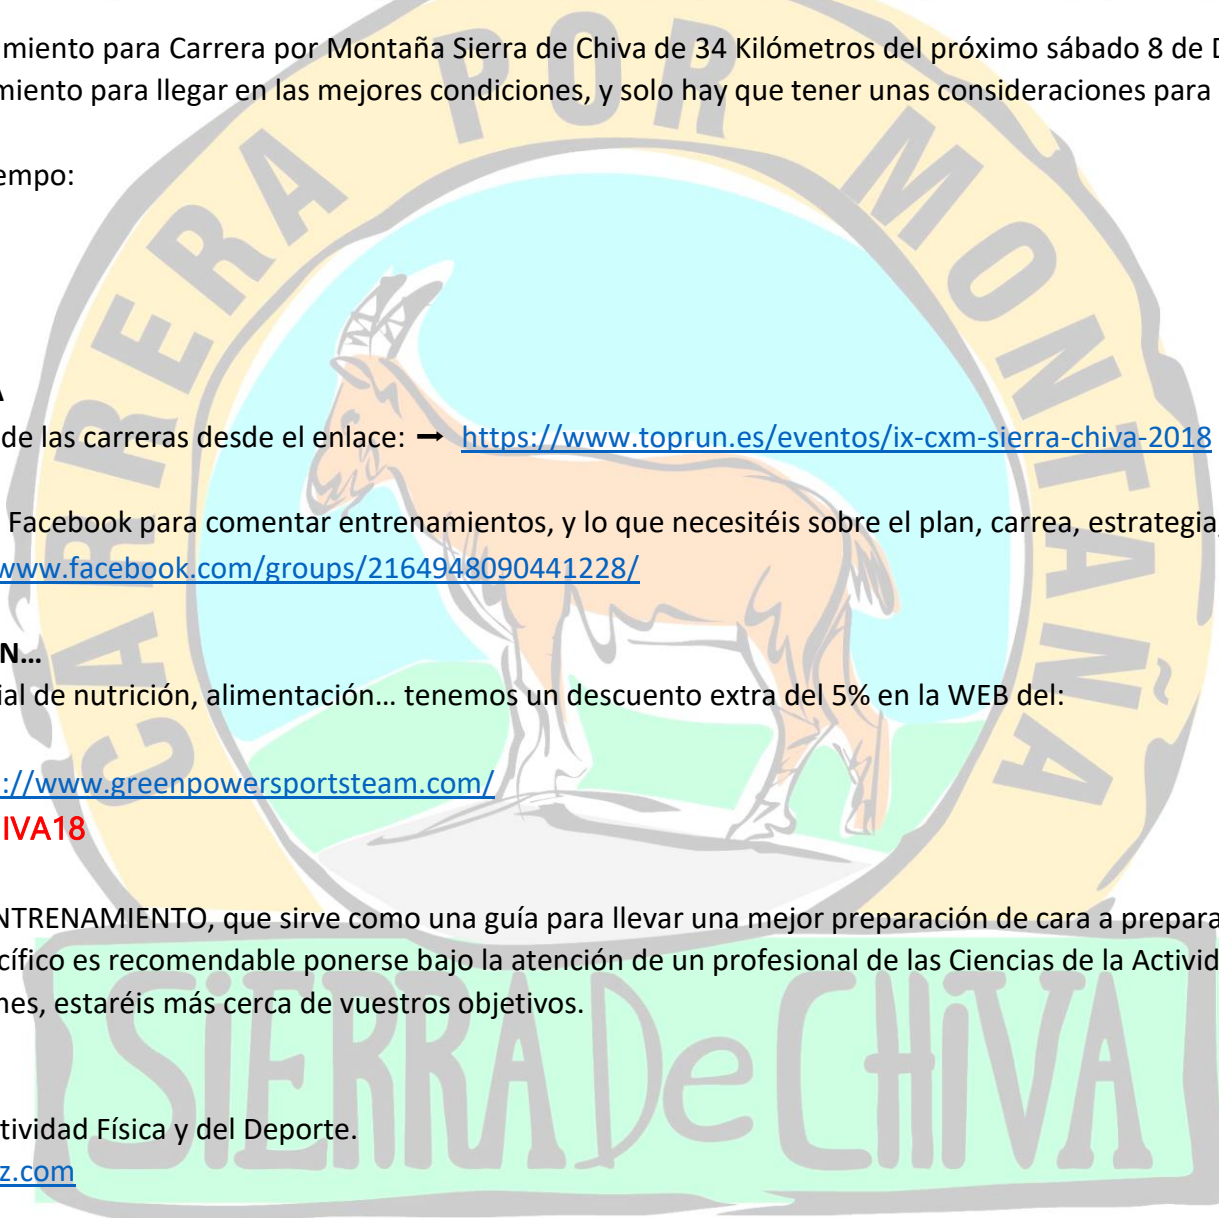 miento para Carrera por Montaña Sierra de Chiva de 34 Kilómetros del próximo sábado 8 de D
miento para llegar en las mejores condiciones, y solo hay que tener unas consideraciones para
empo:
A
de las carreras desde el enlace: → https://www.toprun.es/eventos/ix-cxm-sierra-chiva-2018
Facebook para comentar entrenamientos, y lo que necesitéis sobre el plan, carrea, estrategia,
www.facebook.com/groups/2164948090441228/
N…
ial de nutrición, alimentación… tenemos un descuento extra del 5% en la WEB del:
://www.greenpowersportsteam.com/
IVA18
NTRENAMIENTO, que sirve como una guía para llevar una mejor preparación de cara a prepara
cífico es recomendable ponerse bajo la atención de un profesional de las Ciencias de la Activid
nes, estaréis más cerca de vuestros objetivos.
tividad Física y del Deporte.
z.com
CARRERA POR MONTAÑA
SiERRA De CHiVA